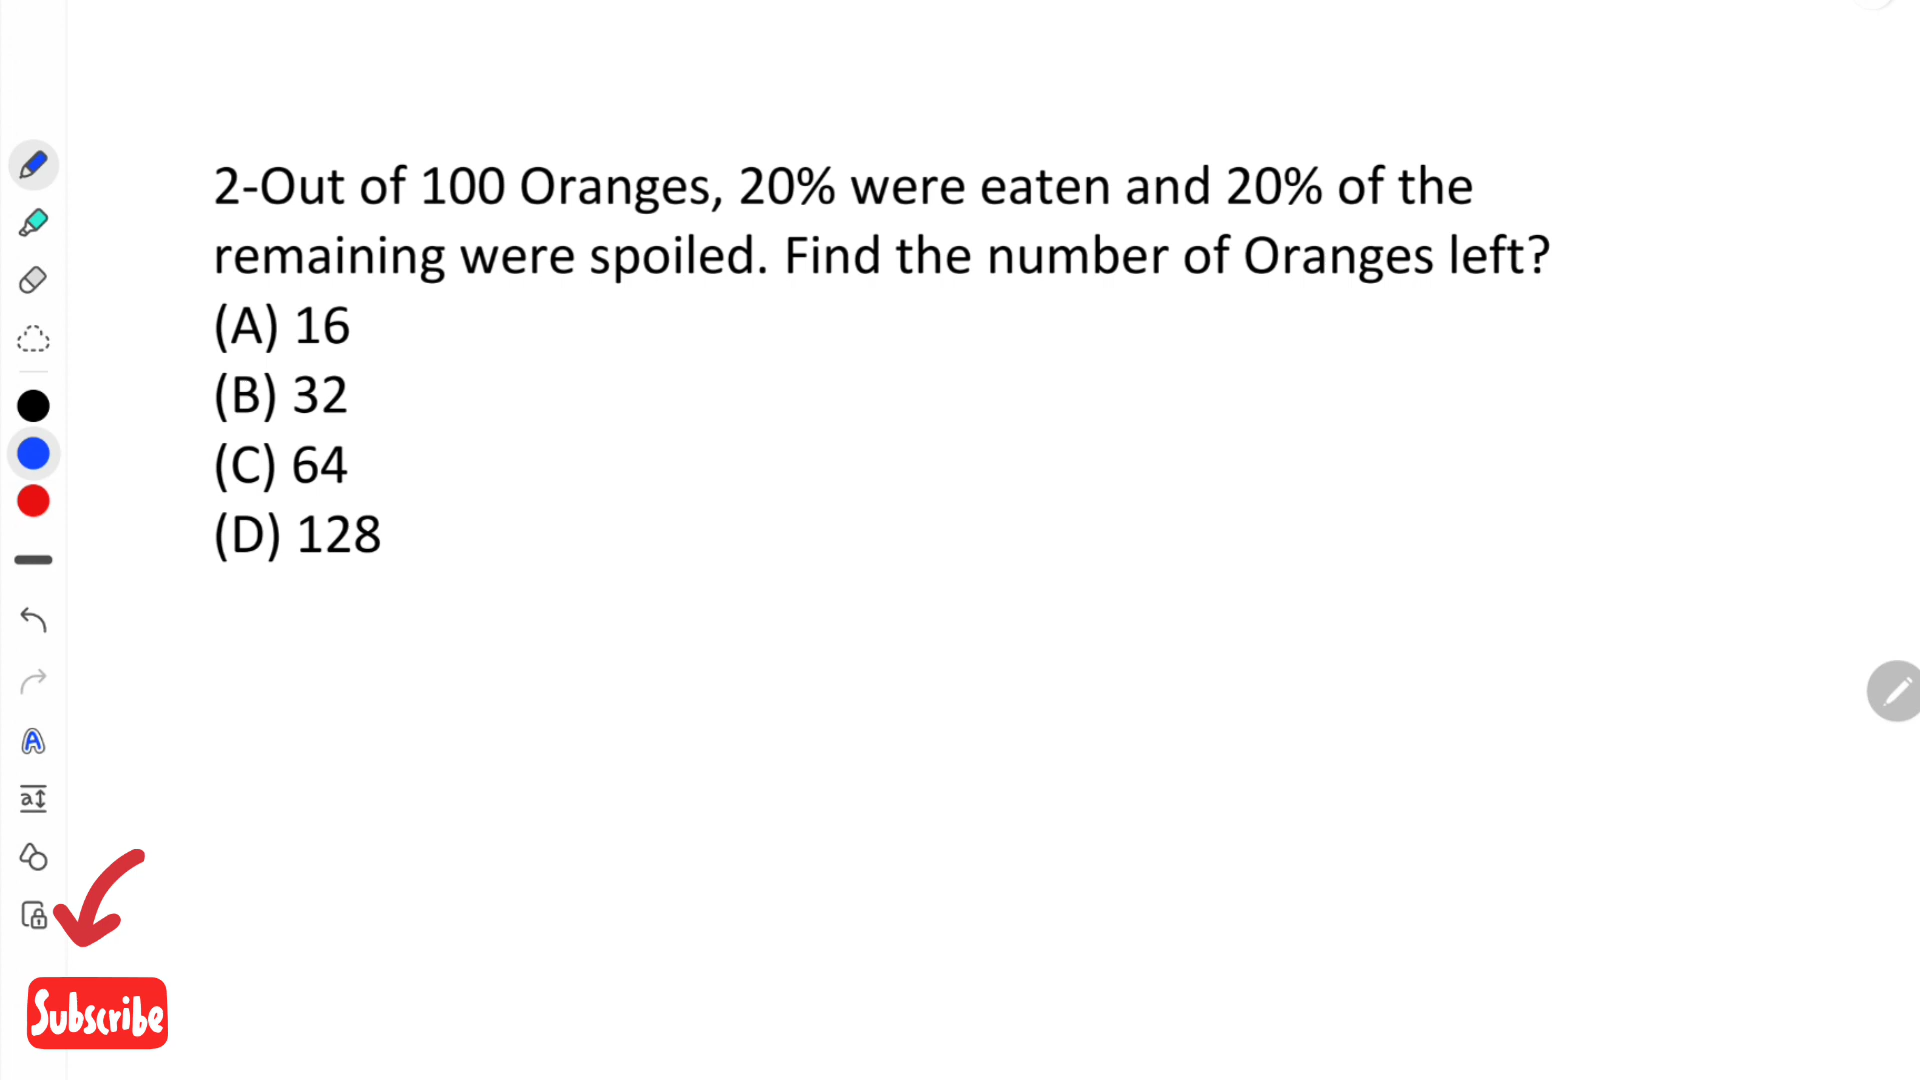 2-Out of 100 Oranges, 20% were eaten and 20% of the
remaining were spoiled. Find the number of Oranges left?
(A) 16
(B) 32
(C) 64
(D) 128
A
a
Subscribe